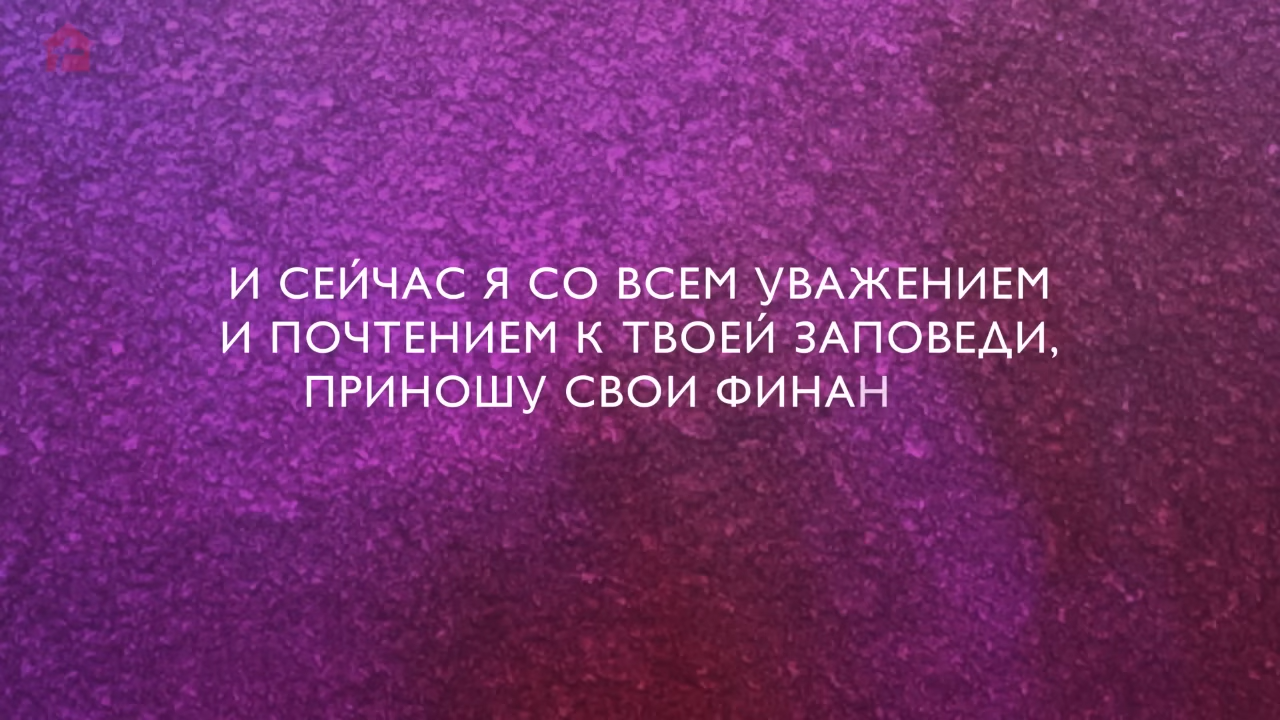 И СЕЙЧАС Я СО ВСЕМ УВАЖЕНИЕМ
И ПОЧТЕНИЕМ К ТВОЕЙ ЗАПОВЕДИ,
ПРИНОШУ СВОИ ФИНАН